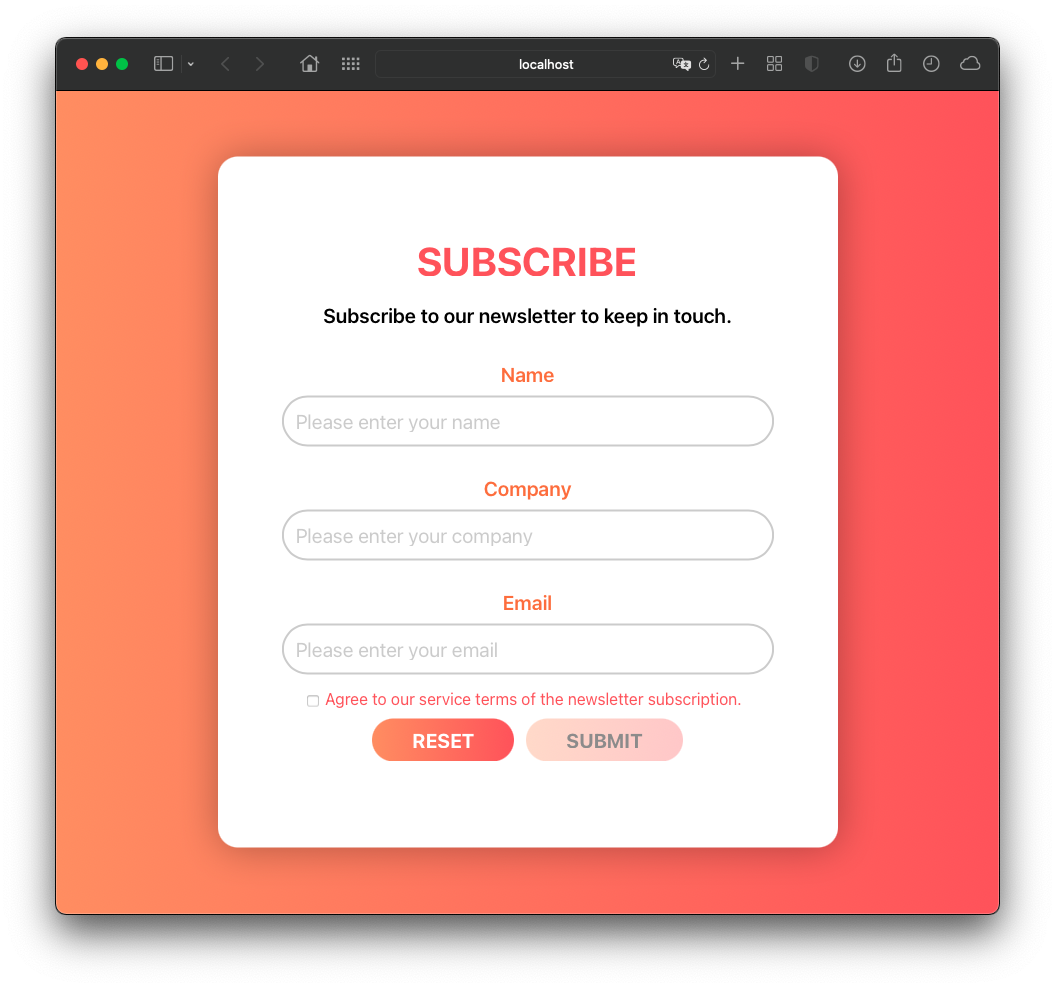 localhost
SUBSCRIBE
Subscribe to our newsletter to keep in touch.
Name
Please enter your name
Company
Please enter your company
Email
Please enter your email
Agree to our service terms of the newsletter subscription.
RESET SUBMIT